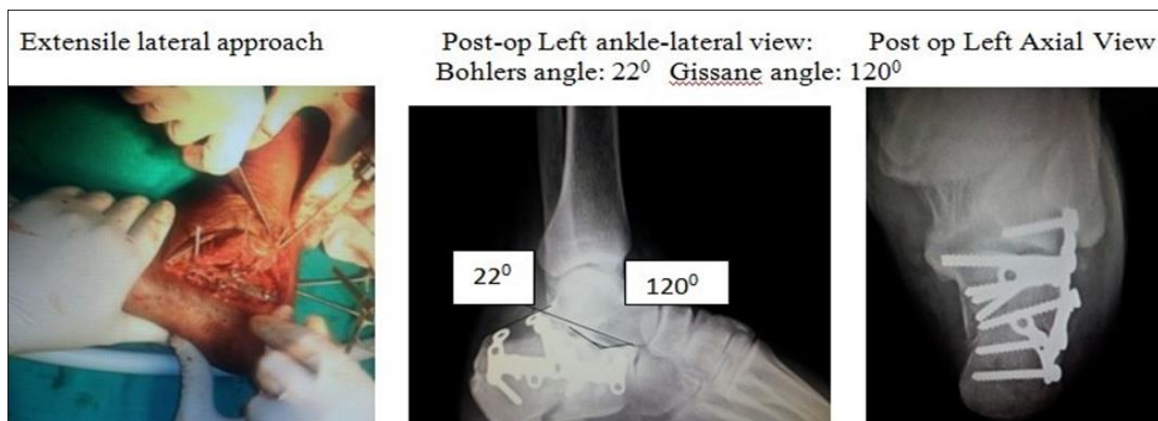 Extensile lateral approach
Post-op Left ankle-lateral view:
Bohlers angle: 22⁰ Gissane angle: 120⁰
Post op Left Axial View
22⁰
120⁰